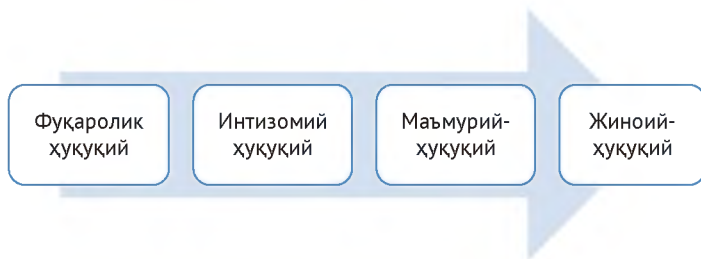 Фуқаролик
ҳуқуқий
Интизомий
ҳуқуқий
Маъмурий-
ҳуқуқий
Жиноий-
ҳуқуқий